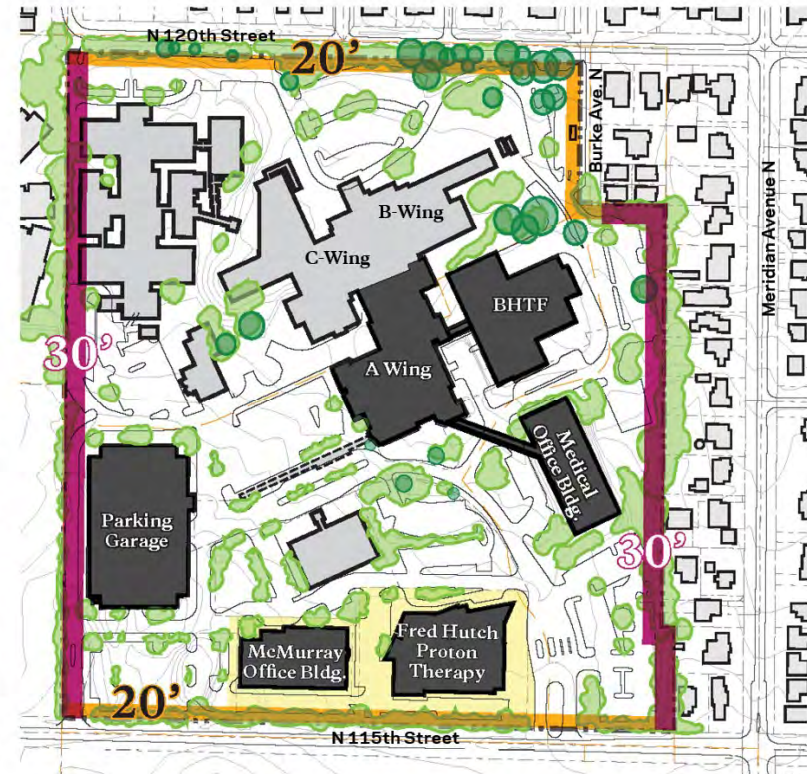 N 120th Street
20'
Burke Ave. N
Meridian Avenue N
B-Wing
C-Wing
BHTF
30'
A Wing
Medical
Office Bldg.
Parking
Garage
30'
McMurray
Office Bldg.
Fred Hutch
Proton
Therapy
20'
N 115th Street